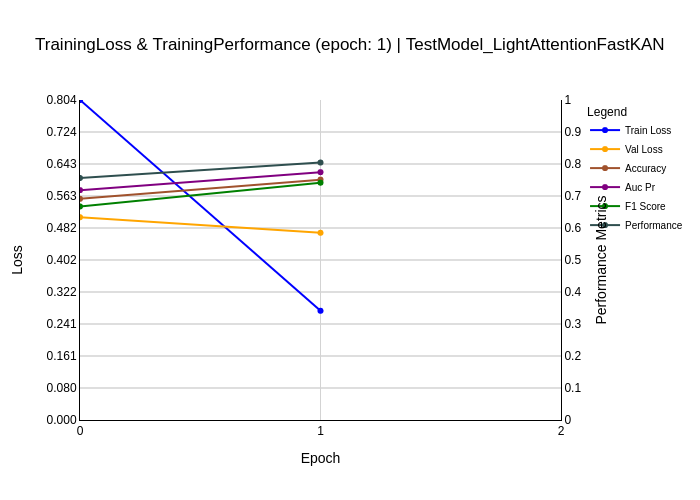 TrainingLoss & TrainingPerformance (epoch: 1) | TestModel_LightAttentionFastKAN
0.804
0.724
0.643
0.563
0.482
0.402
0.322
0.241
0.161
0.080
0.000
Loss
0
1
2
Epoch
1
0.9
0.8
0.7
0.6
0.5
0.4
0.3
0.2
0.1
0
Performance Metrics
Legend
Train Loss
Val Loss
Accuracy
Auc Pr
F1 Score
Performance